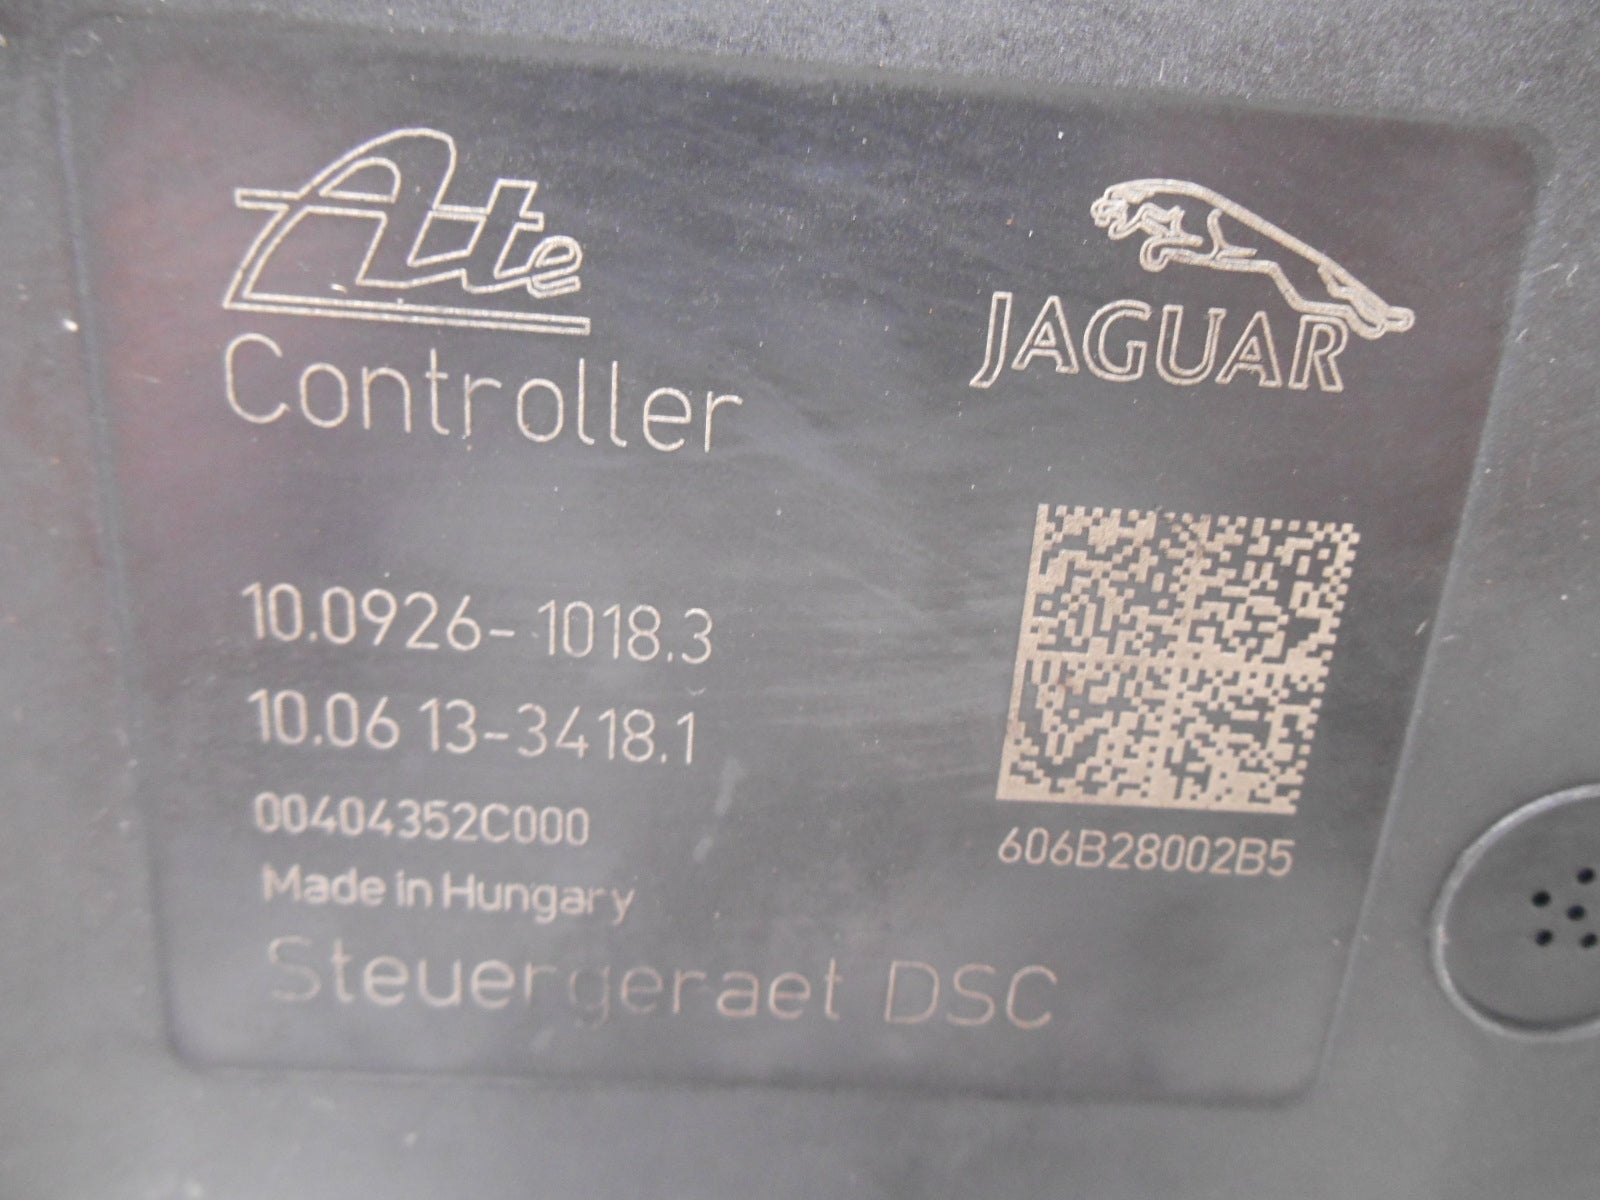 Ate
JAGUAR
Controller
10.0926-1018.3
10.0613-3418.1
00404352C000
606B28002B5
Made in Hungary
Steuergeraet DSC